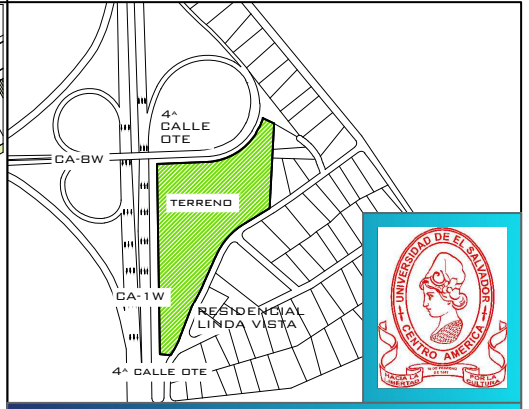 4ᴬ
CALLE
OTE
CA-8W
TERRENO
CA-1W
RESIDENCIAL
LINDA VISTA
4ᴬ CALLE OTE
UNIVERSIDAD DE EL SALVADOR
CENTRO AMERICA
HACIA LA
LIBERTAD
POR LA
CULTURA